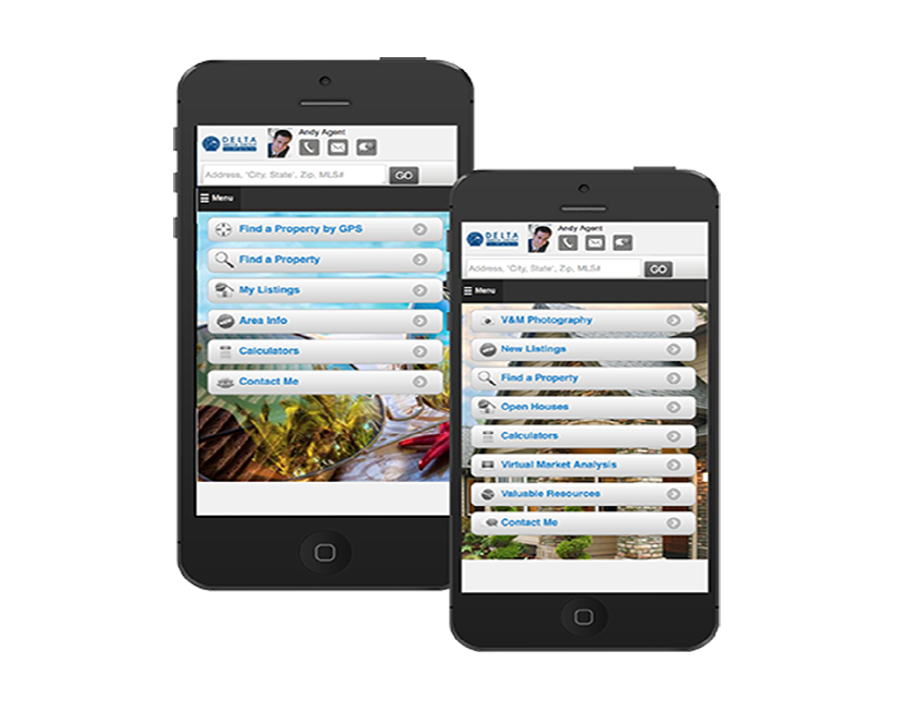 DELTA
Andy Agent
Address, 'City, State', Zip, MLS# GO
Menu
Find a Property by GPS
Find a Property
My Listings
Area Info
Calculators
Contact Me
DELTA
Andy Agent
Address, 'City, State', Zip, MLS# GO
Menu
V&M Photography
New Listings
Find a Property
Open Houses
Calculators
Virtual Market Analysis
Valuable Resources
Contact Me